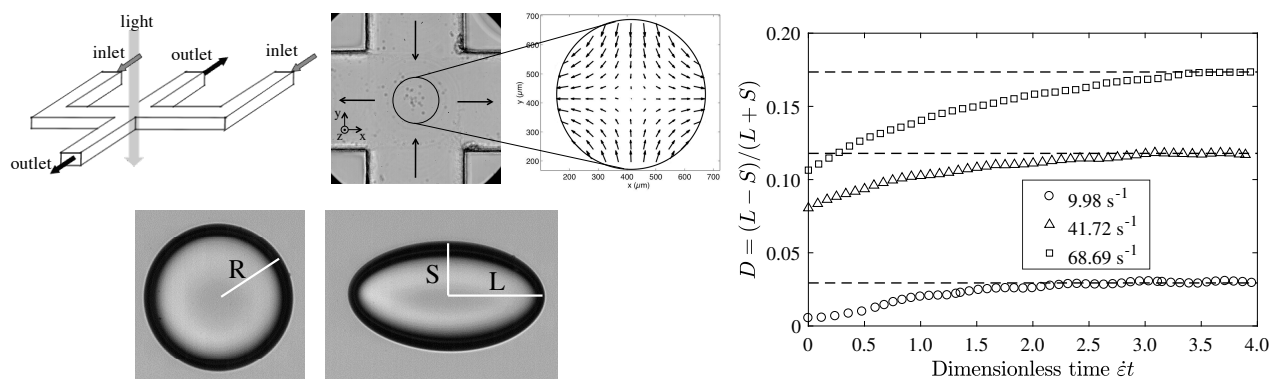 light
inlet
outlet
inlet
outlet
y
z
x
700
600
500
400
300
200
y (μm)
200 300 400 500 600 700
x (μm)
R
S
L
D = (L − S)/(L + S)
0.20
0.15
0.10
0.05
0
9.98 s⁻¹
41.72 s⁻¹
68.69 s⁻¹
0 0.5 1.0 1.5 2.0 2.5 3.0 3.5 4.0
Dimensionless time ε̇t